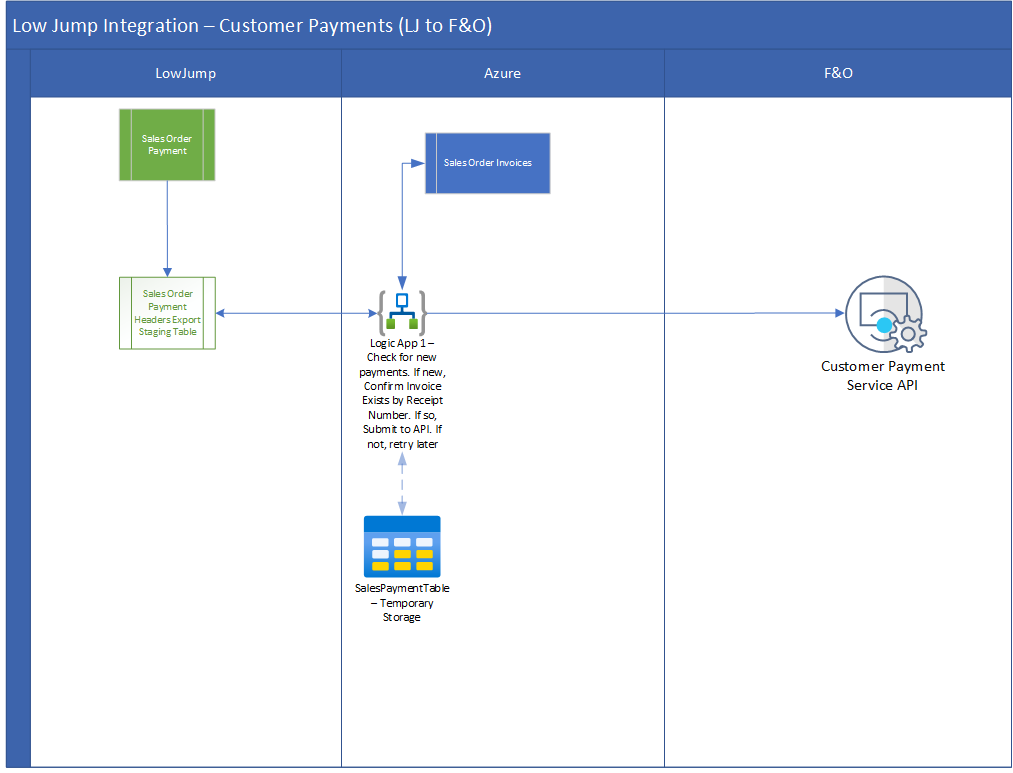 Low Jump Integration – Customer Payments (LJ to F&O)
LowJump
Azure
F&O
Sales Order
Payment
Sales Order Invoices
Sales Order
Payment
Headers Export
Staging Table
Logic App 1 –
Check for new
payments. If new,
Confirm Invoice
Exists by Receipt
Number. If so,
Submit to API. If
not, retry later
Customer Payment
Service API
SalesPaymentTable
– Temporary
Storage